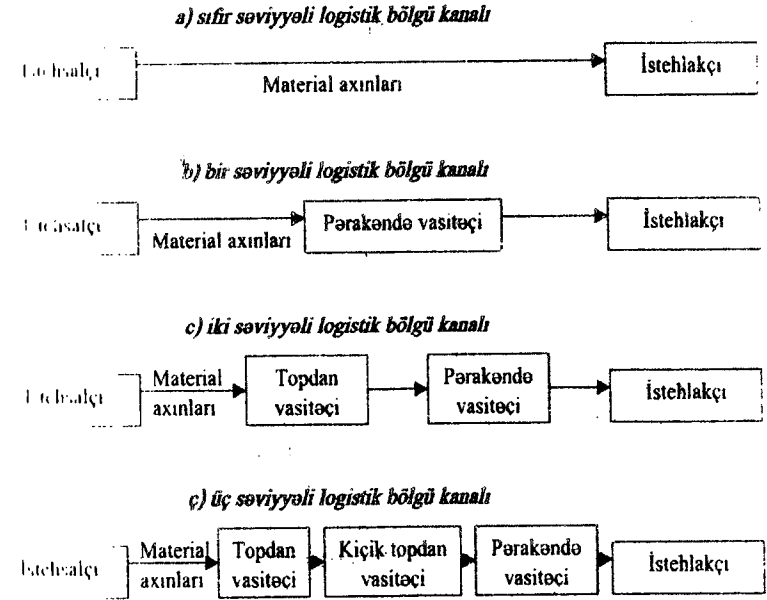 a) sıfır səviyyəli logistik bölgü kanalı
İstehlakçı
Material axınları
b) bir səviyyəli logistik bölgü kanalı
Pərakəndə vasitəçi
İstehlakçı
Material axınları
c) iki səviyyəli logistik bölgü kanalı
Material
axınları
Topdan
vasitəçi
Pərakəndə
vasitəçi
İstehlakçı
ç) üç səviyyəli logistik bölgü kanalı
İstehsalçı
Material
axınları
Topdan
vasitəçi
Kiçik topdan
vasitəçi
Pərakəndə
vasitəçi
İstehlakçı